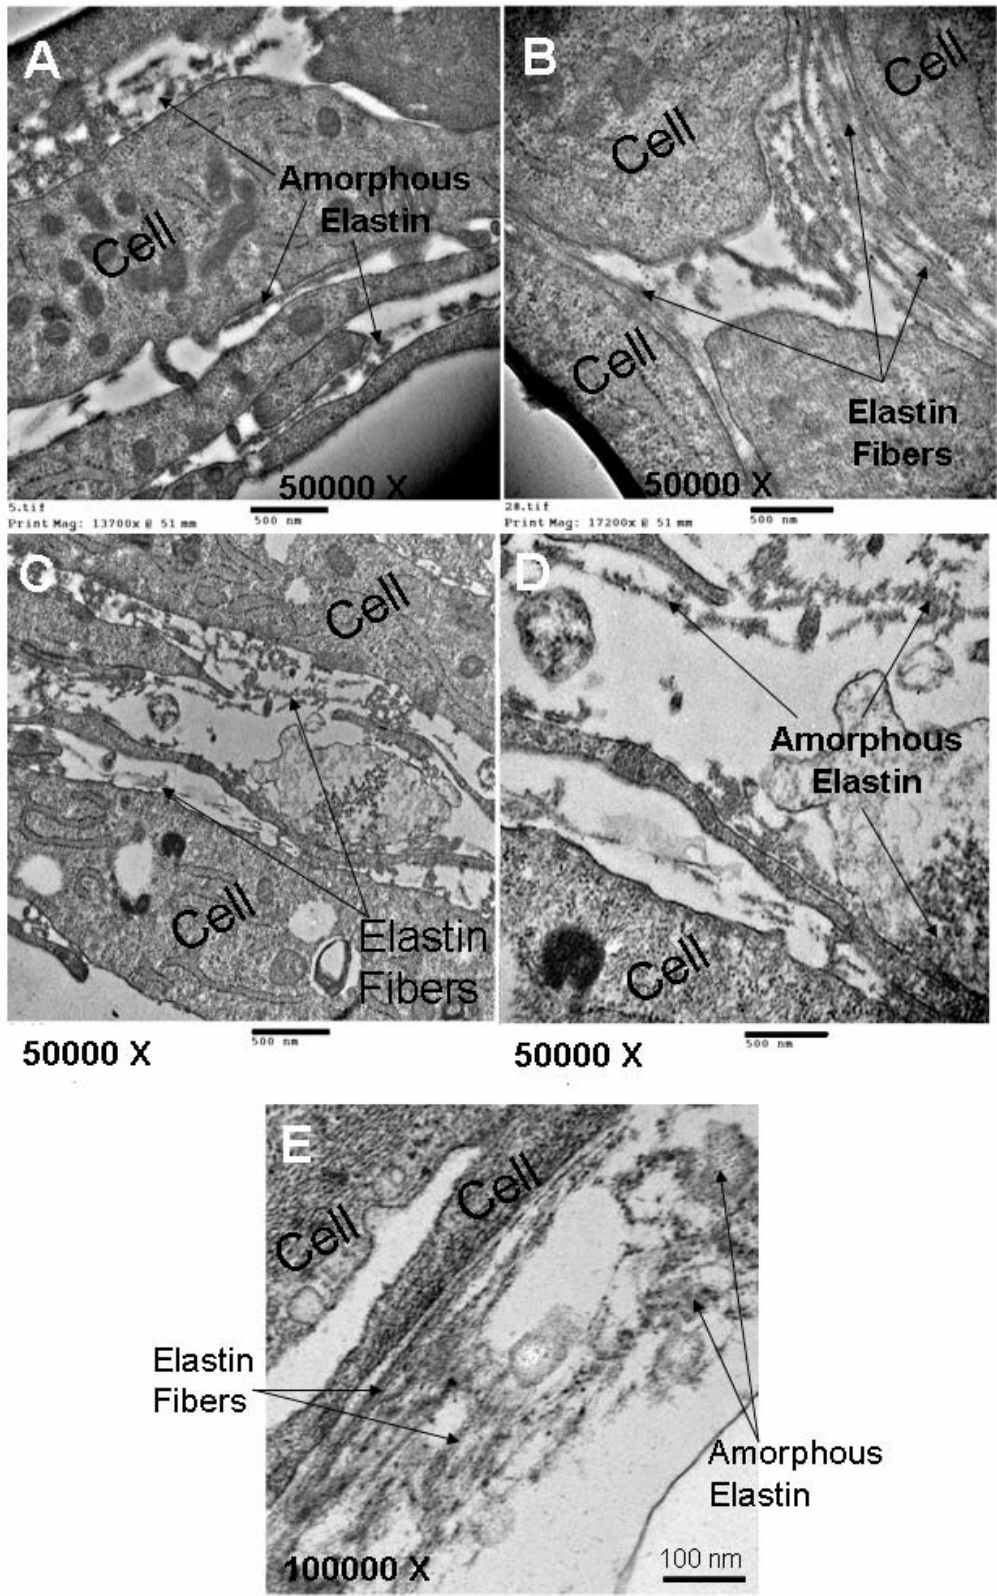 A
Amorphous
Elastin
Cell
50000 X
5.tif
Print Mag: 13700x @ 51 mm
500 nm
B
Cell
Cell
Cell
Elastin
Fibers
50000 X
28.tif
Print Mag: 17200x @ 51 mm
500 nm
C
Cell
Cell
Elastin
Fibers
500 nm
50000 X
D
Amorphous
Elastin
Cell
500 nm
50000 X
E
Cell
Cell
Elastin
Fibers
Amorphous
Elastin
100000 X
100 nm